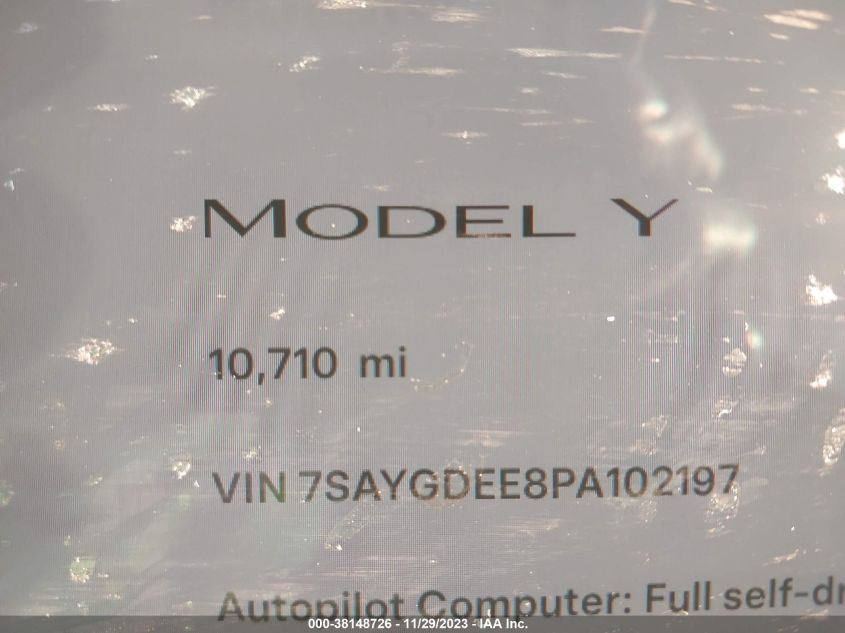 MODEL Y
10,710 mi
VIN 7SAYGDEE8PA102197
Autopilot Computer: Full self-dr
000-38148726 - 11/29/2023 - IAA Inc.